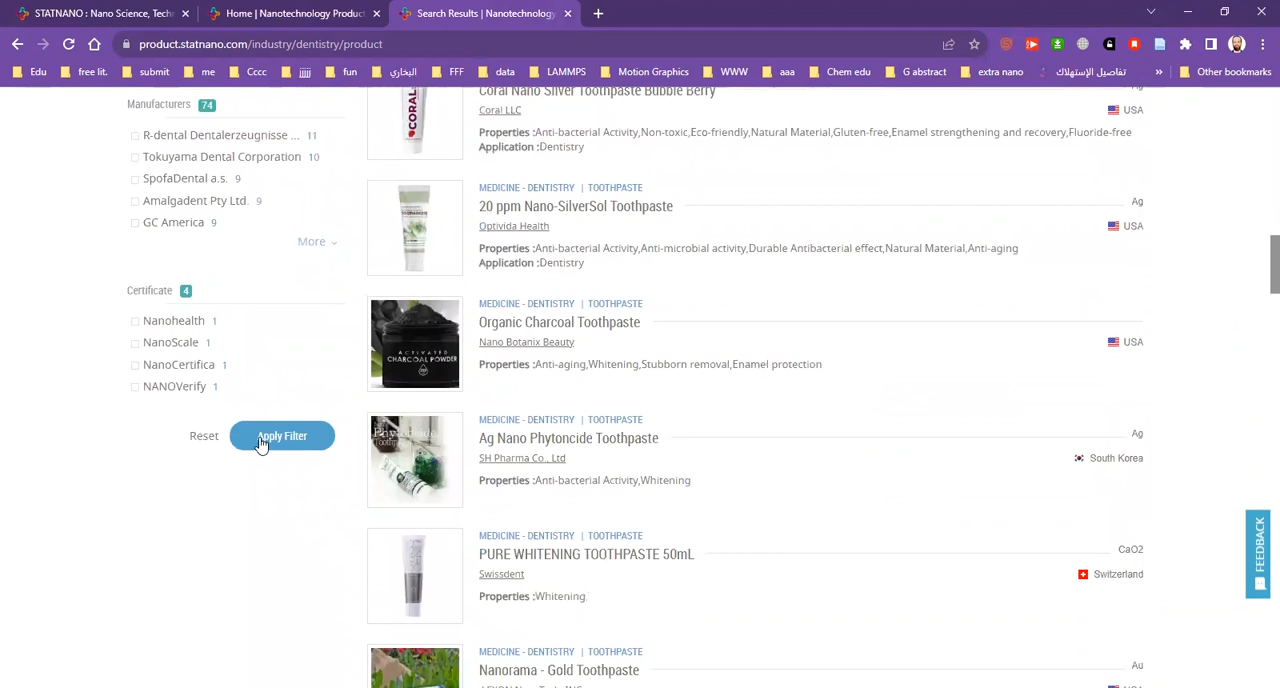 STATNANO : Nano Science, Techn
Home | Nanotechnology Product
Search Results | Nanotechnology
product.statnano.com/industry/dentistry/product
Edu
free lit.
submit
me
Cccc
jjjjj
fun
البخاري
FFF
data
LAMMPS
Motion Graphics
WWW
aaa
Chem edu
G abstract
extra nano
تفاصيل الإستهلاك
»
Other bookmarks
Manufacturers 74
R-dental Dentalerzeugnisse ... 11
Tokuyama Dental Corporation 10
SpofaDental a.s. 9
Amalgadent Pty Ltd. 9
GC America 9
More
Certificate 4
Nanohealth 1
NanoScale 1
NanoCertifica 1
NANOVerify 1
Reset
Apply Filter
Coral Nano Silver Toothpaste Bubble Berry
Ag
Coral LLC
USA
Properties :Anti-bacterial Activity,Non-toxic,Eco-friendly,Natural Material,Gluten-free,Enamel strengthening and recovery,Fluoride-free
Application :Dentistry
CORAL
MEDICINE - DENTISTRY | TOOTHPASTE
20 ppm Nano-SilverSol Toothpaste
Ag
Optivida Health
USA
Properties :Anti-bacterial Activity,Anti-microbial activity,Durable Antibacterial effect,Natural Material,Anti-aging
Application :Dentistry
MEDICINE - DENTISTRY | TOOTHPASTE
Organic Charcoal Toothpaste
Nano Botanix Beauty
USA
Properties :Anti-aging,Whitening,Stubborn removal,Enamel protection
ACTIVATED
CHARCOAL POWDER
MEDICINE - DENTISTRY | TOOTHPASTE
Ag Nano Phytoncide Toothpaste
Ag
SH Pharma Co., Ltd
South Korea
Properties :Anti-bacterial Activity,Whitening
MEDICINE - DENTISTRY | TOOTHPASTE
PURE WHITENING TOOTHPASTE 50mL
CaO2
Swissdent
Switzerland
Properties :Whitening,
MEDICINE - DENTISTRY | TOOTHPASTE
Nanorama - Gold Toothpaste
Au
USA
FEEDBACK